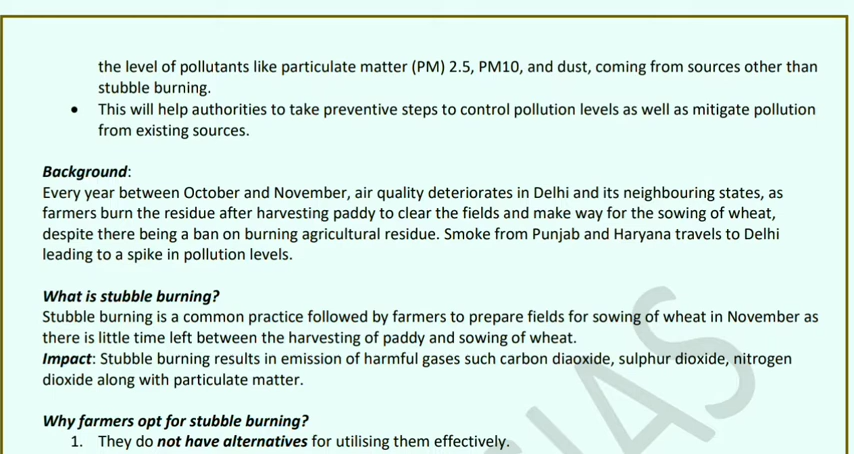 the level of pollutants like particulate matter (PM) 2.5, PM10, and dust, coming from sources other than
stubble burning.
• This will help authorities to take preventive steps to control pollution levels as well as mitigate pollution
from existing sources.
Background:
Every year between October and November, air quality deteriorates in Delhi and its neighbouring states, as
farmers burn the residue after harvesting paddy to clear the fields and make way for the sowing of wheat,
despite there being a ban on burning agricultural residue. Smoke from Punjab and Haryana travels to Delhi
leading to a spike in pollution levels.
What is stubble burning?
Stubble burning is a common practice followed by farmers to prepare fields for sowing of wheat in November as
there is little time left between the harvesting of paddy and sowing of wheat.
Impact: Stubble burning results in emission of harmful gases such carbon diaoxide, sulphur dioxide, nitrogen
dioxide along with particulate matter.
Why farmers opt for stubble burning?
1. They do not have alternatives for utilising them effectively.
IAS